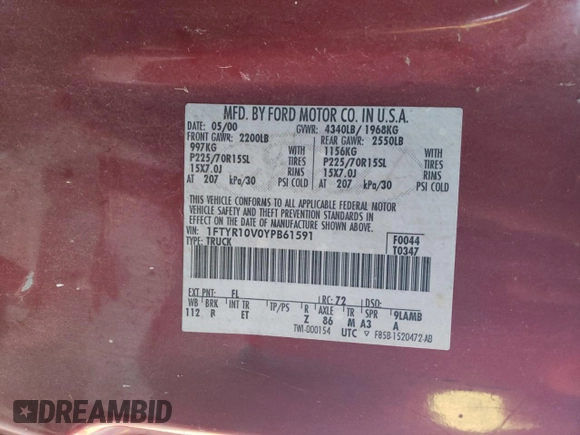 MFD. BY FORD MOTOR CO. IN U.S.A.
DATE: 05/00 GVWR: 4340LB/ 1968KG
FRONT GAWR: 2200LB REAR GAWR: 2550LB
997KG WITH 1156KG WITH
P225/70R15SL TIRES P225/70R15SL TIRES
15X7.0J RIMS 15X7.0J RIMS
AT 207 kPa/30 PSI COLD AT 207 kPa/30 PSI COLD
THIS VEHICLE CONFORMS TO ALL APPLICABLE FEDERAL MOTOR
VEHICLE SAFETY AND THEFT PREVENTION STANDARDS IN
EFFECT ON THE DATE OF MANUFACTURE SHOWN ABOVE.
VIN: 1FTYR10V0YPB61591 F0044
TYPE: TRUCK T0347
EXT PNT: FL RC: 72 DSO:
WB BRK INT TR TP/PS R AXLE TR SPR 9LAMB
112 R ET Z 86 M A3 A
TWI-000154 UTC ▽ F85B-1520472-AB
DREAMBID